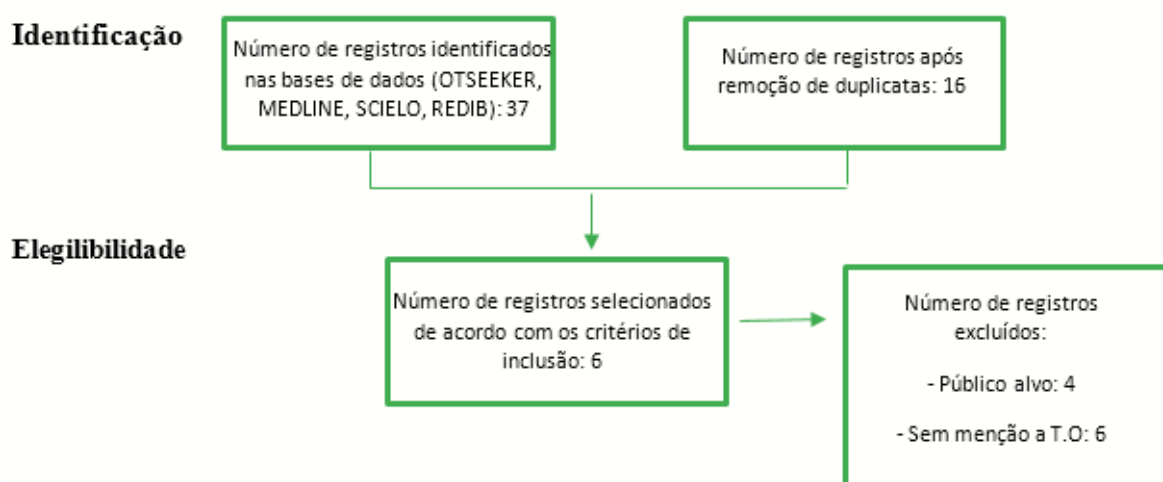 Identificação
Número de registros identificados
nas bases de dados (OTSEEKER,
MEDLINE, SCIELO, REDIB): 37
Número de registros após
remoção de duplicatas: 16
Elegilibilidade
Número de registros selecionados
de acordo com os critérios de
inclusão: 6
Número de registros
excluídos:
- Público alvo: 4
- Sem menção a T.O: 6